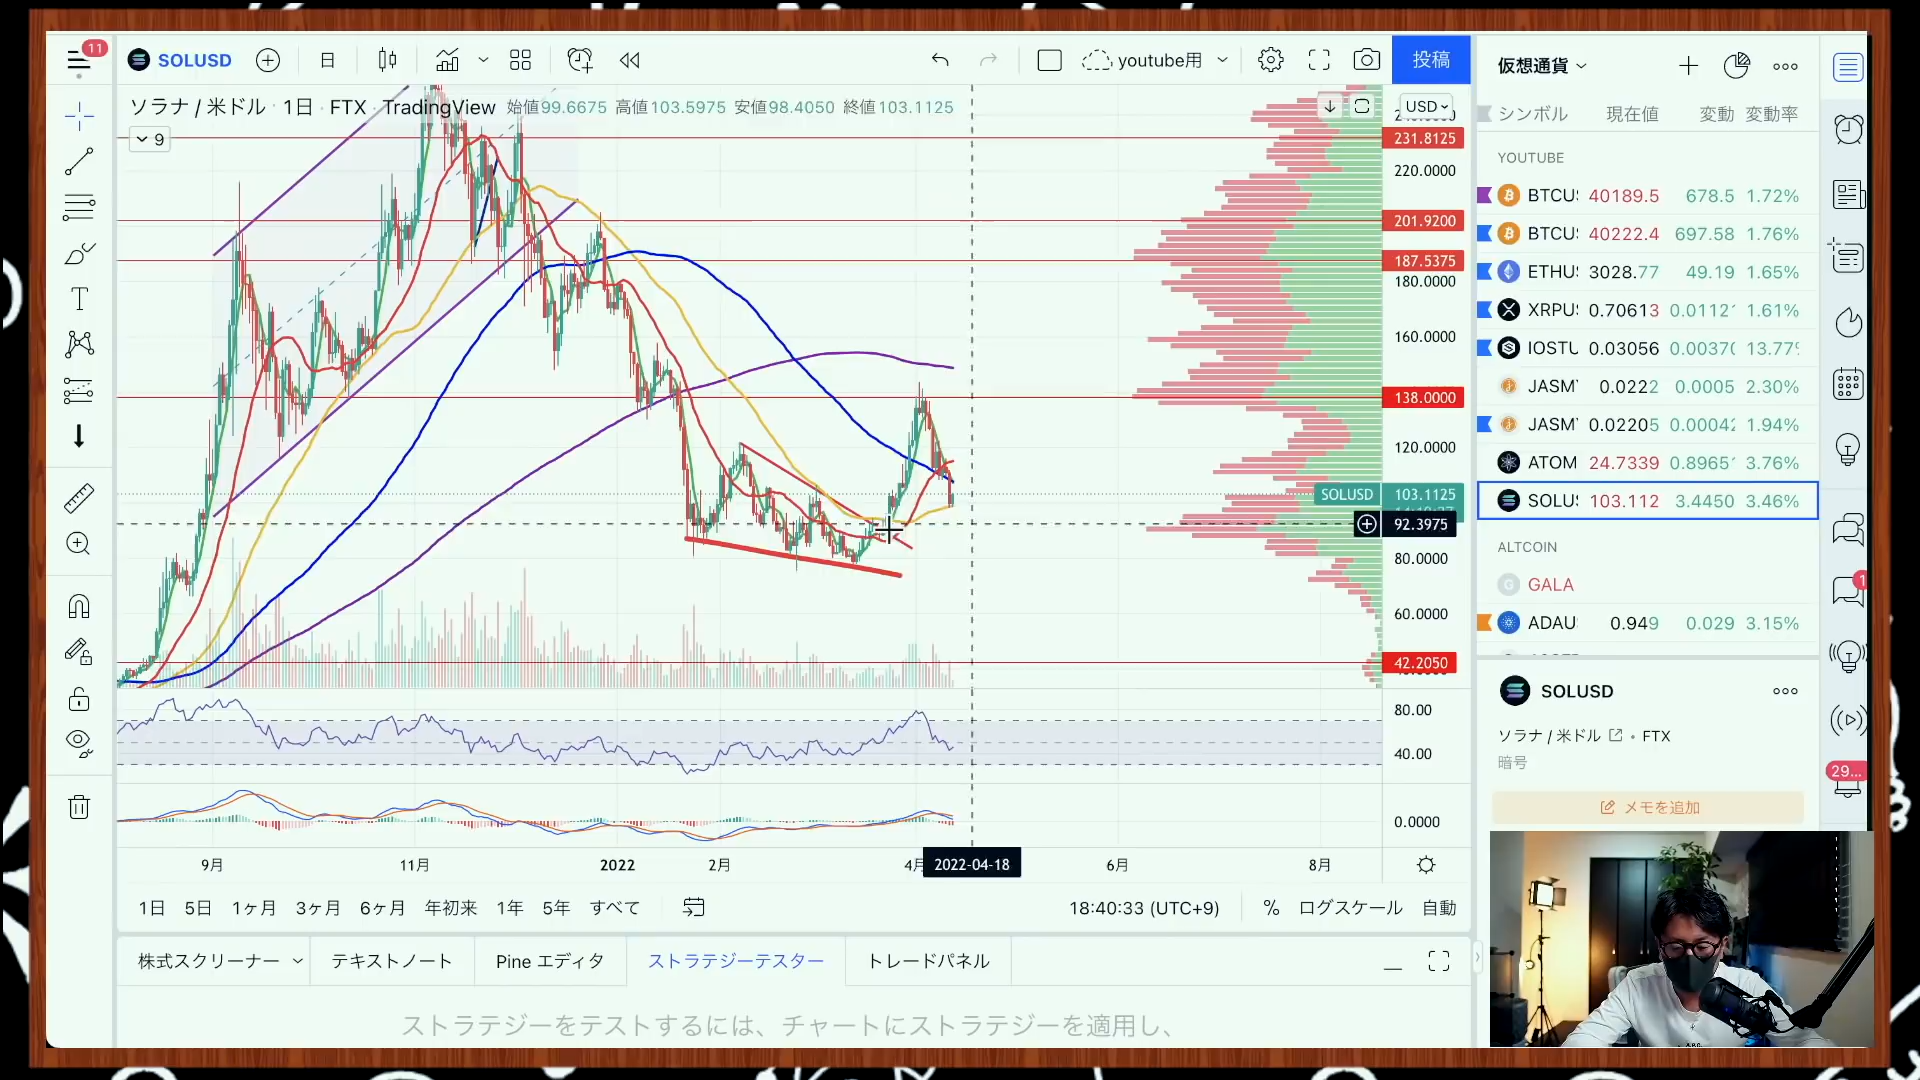 11
SOLUSD
日
youtube用
投稿
ソラナ / 米ドル · 1日 · FTX · TradingView 始値99.6675 高値103.5975 安値98.4050 終値103.1125
9
USD
231.8125
220.0000
201.9200
187.5375
180.0000
160.0000
138.0000
120.0000
SOLUSD 103.1125
92.3975
80.0000
60.0000
42.2050
80.00
40.00
0.0000
9月 11月 2022 2月 4月 2022-04-18 6月 8月
1日 5日 1ヶ月 3ヶ月 6ヶ月 年初来 1年 5年 すべて
18:40:33 (UTC+9) % ログスケール 自動
株式スクリーナー テキストノート Pine エディタ ストラテジーテスター トレードパネル
ストラテジーをテストするには、チャートにストラテジーを適用し、
仮想通貨
シンボル 現在値 変動 変動率
YOUTUBE
BTCU 40189.5 678.5 1.72%
BTCU 40222.4 697.58 1.76%
ETHU 3028.77 49.19 1.65%
XRPU 0.70613 0.0112 1.61%
IOSTU 0.03056 0.0037 13.77
JASM 0.0222 0.0005 2.30%
JASM 0.02205 0.0004 1.94%
ATOM 24.7339 0.8965 3.76%
SOLU 103.112 3.4450 3.46%
ALTCOIN
GALA
ADAU 0.949 0.029 3.15%
SOLUSD
ソラナ / 米ドル • FTX
暗号
メモを追加
1
29...